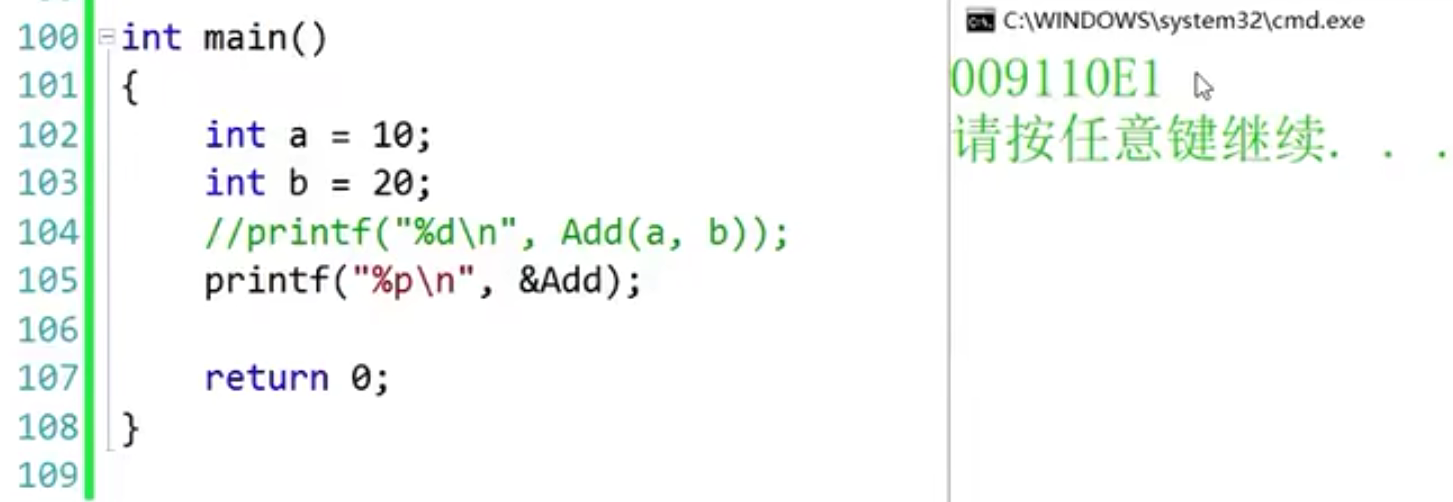 100 int main()
101 {
102     int a = 10;
103     int b = 20;
104     //printf("%d\n", Add(a, b));
105     printf("%p\n", &Add);
106
107     return 0;
108 }
109
C:\WINDOWS\system32\cmd.exe
009110E1
请按任意键继续. . .